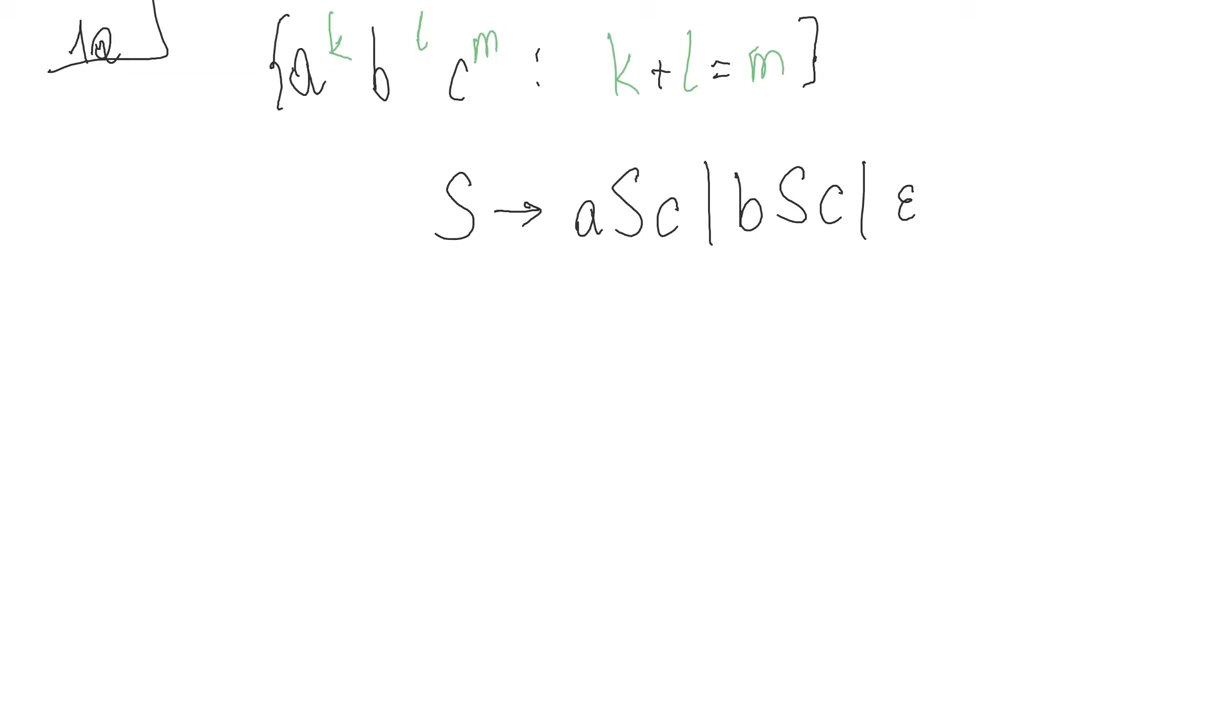 1a
{a^k b^l c^m : k + l = m}
S → aSc | bSc | ε